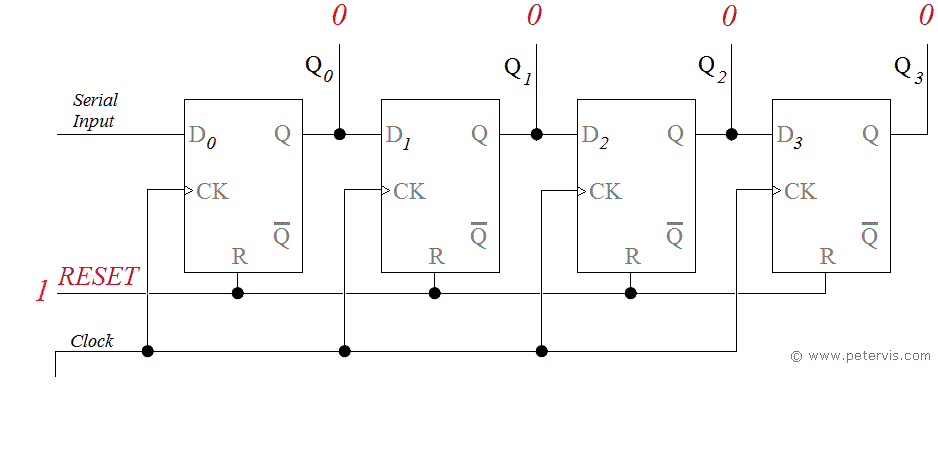 0 0 0 0
Q0 Q1 Q2 Q3
Serial
Input
D0 Q D1 Q D2 Q D3 Q
CK CK CK CK
Q̅ Q̅ Q̅ Q̅
R R R R
1 RESET
Clock
© www.petervis.com